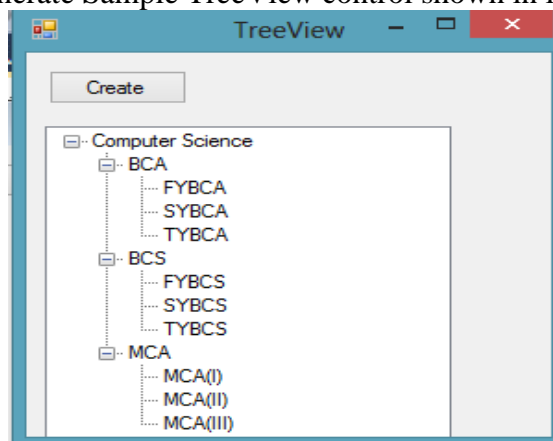 nerate Sample TreeView control shown in
TreeView
Create
Computer Science
BCA
FYBCA
SYBCA
TYBCA
BCS
FYBCS
SYBCS
TYBCS
MCA
MCA(I)
MCA(II)
MCA(III)